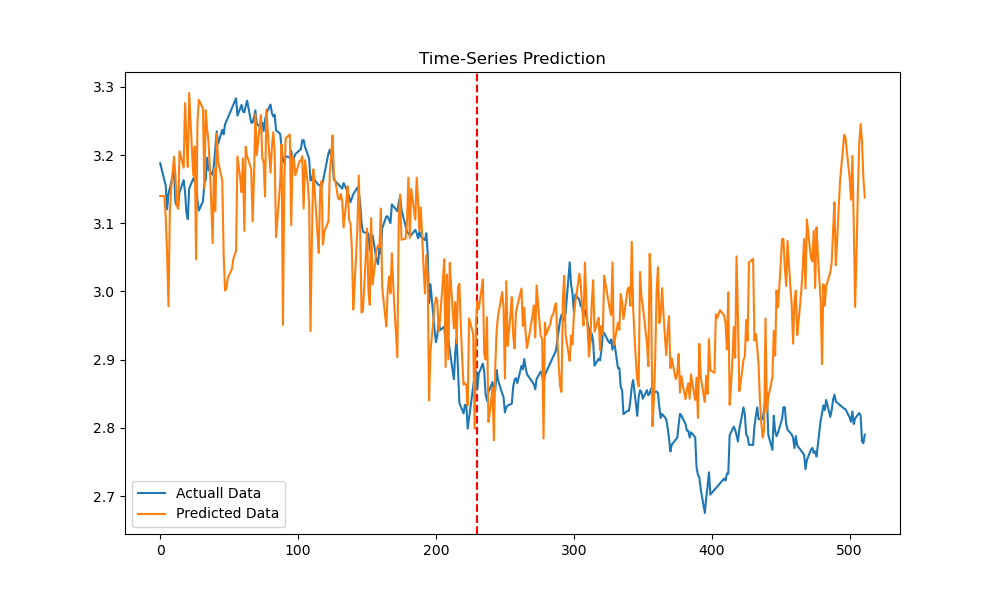 Time-Series Prediction
3.3
3.2
3.1
3.0
2.9
2.8
2.7
Actuall Data
Predicted Data
0 100 200 300 400 500